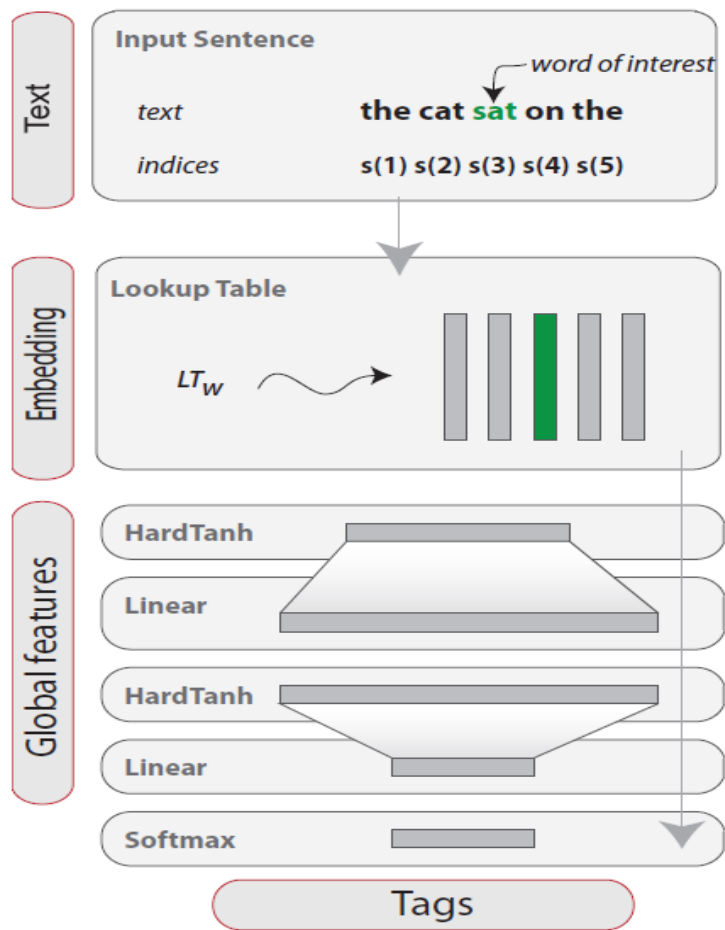 Text
Input Sentence
word of interest
text the cat sat on the
indices s(1) s(2) s(3) s(4) s(5)
Embedding
Lookup Table
LTW
Global features
HardTanh
Linear
HardTanh
Linear
Softmax
Tags